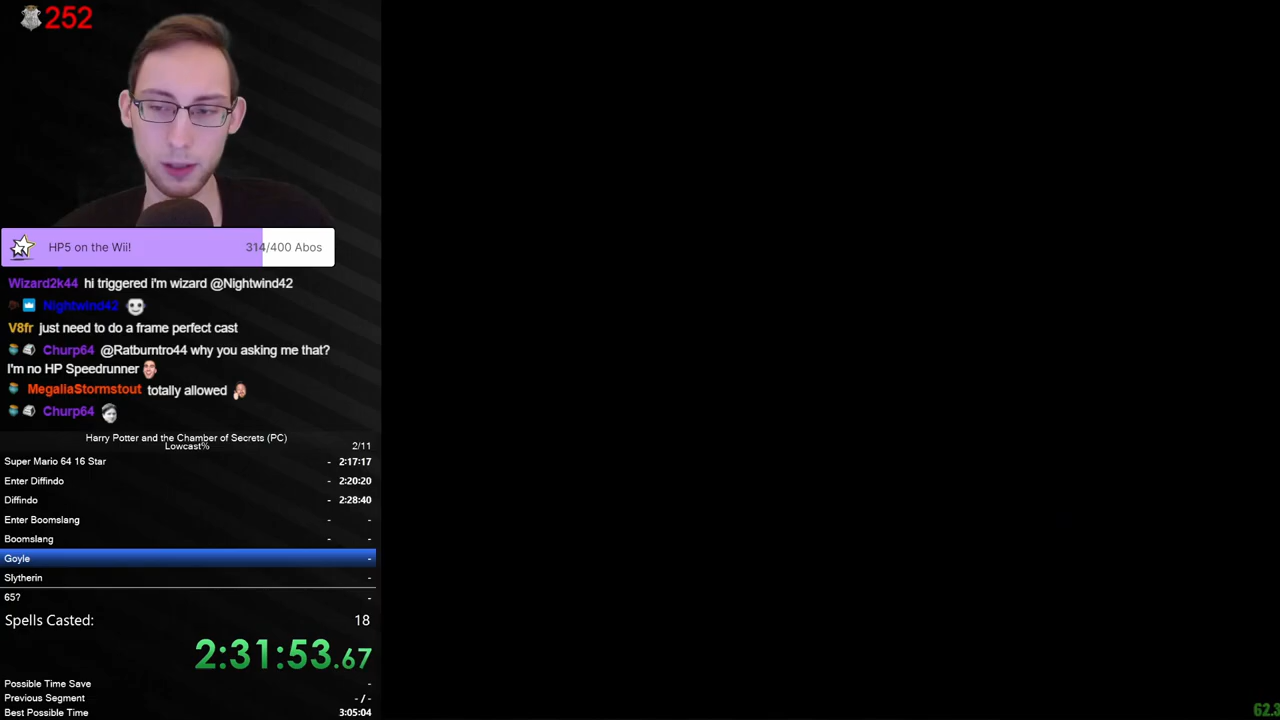 252
HP5 on the Wii! 314/400 Abos
Wizard2k44 hi triggered i'm wizard @Nightwind42
Nightwind42
V8fr just need to do a frame perfect cast
Churp64 @Ratburntro44 why you asking me that?
I'm no HP Speedrunner
MegaliaStormstout totally allowed
Churp64
Harry Potter and the Chamber of Secrets (PC)
Lowcast% 2/11
Super Mario 64 16 Star - 2:17:17
Enter Diffindo - 2:20:20
Diffindo - 2:28:40
Enter Boomslang - -
Boomslang - -
Goyle -
Slytherin -
65? -
Spells Casted: 18
2:31:53.67
Possible Time Save -
Previous Segment - / -
Best Possible Time 3:05:04
62.3